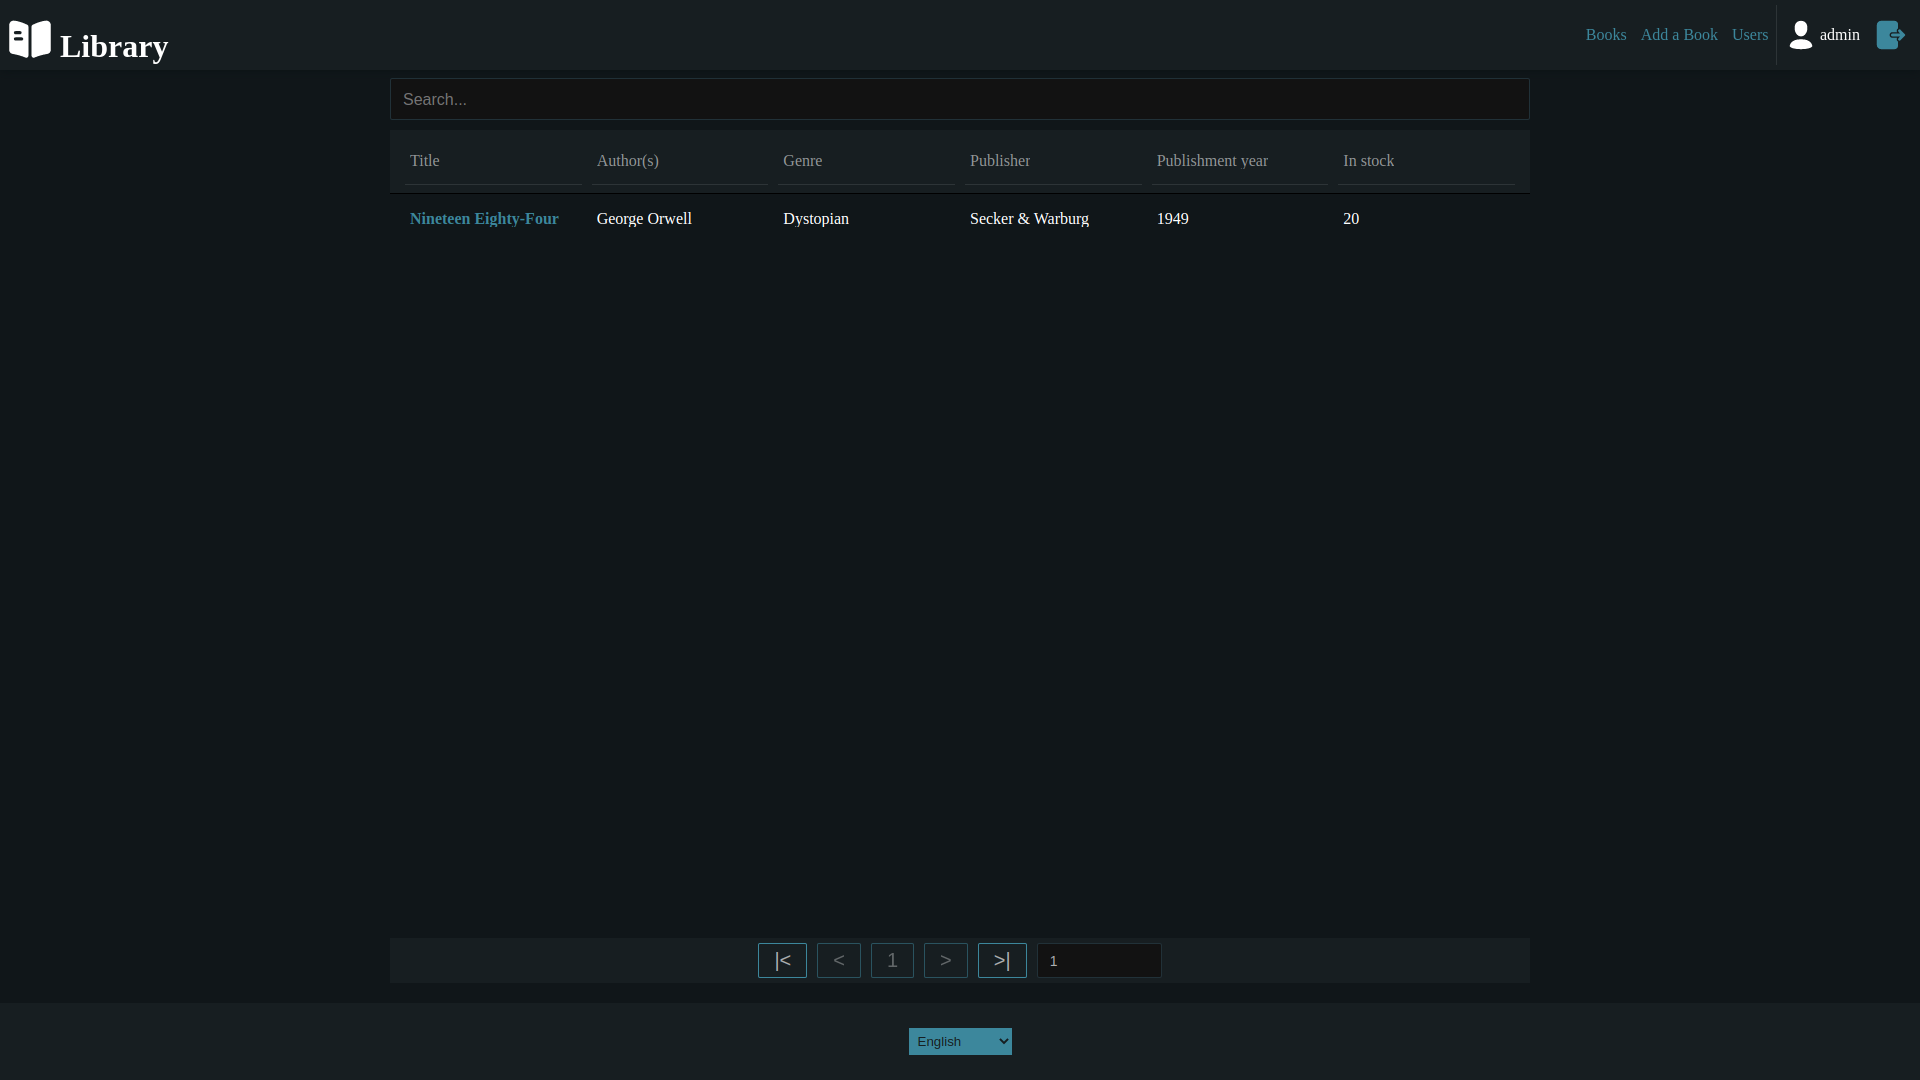 Library
Books Add a Book Users admin
Search...
Title Author(s) Genre Publisher Publishment year In stock
Nineteen Eighty-Four George Orwell Dystopian Secker & Warburg 1949 20
|< < 1 > >| 1
English